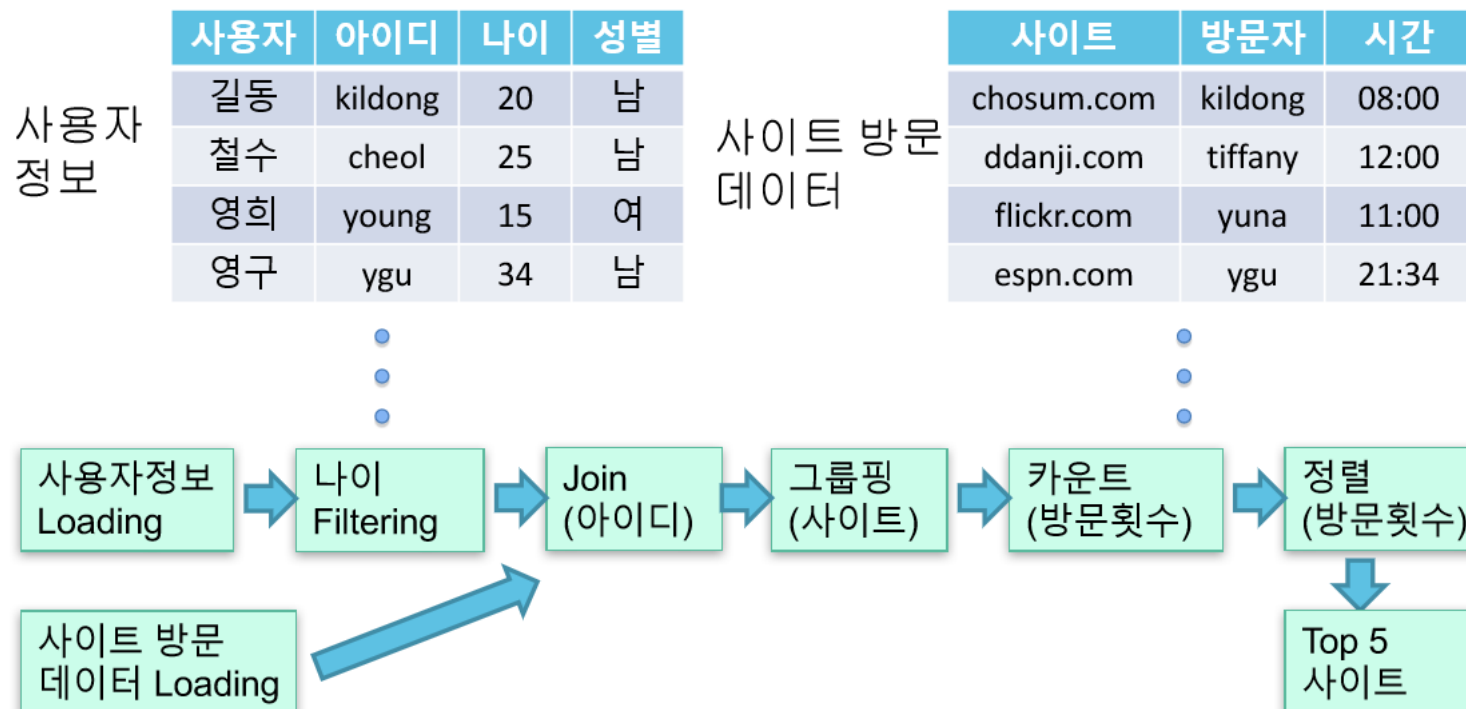 사용자 아이디 나이 성별
길동 kildong 20 남
철수 cheol 25 남
영희 young 15 여
영구 ygu 34 남
사용자
정보
사이트 방문자 시간
chosum.com kildong 08:00
ddanji.com tiffany 12:00
flickr.com yuna 11:00
espn.com ygu 21:34
사이트 방문
데이터
사용자정보
Loading
나이
Filtering
Join
(아이디)
그룹핑
(사이트)
카운트
(방문횟수)
정렬
(방문횟수)
사이트 방문
데이터 Loading
Top 5
사이트